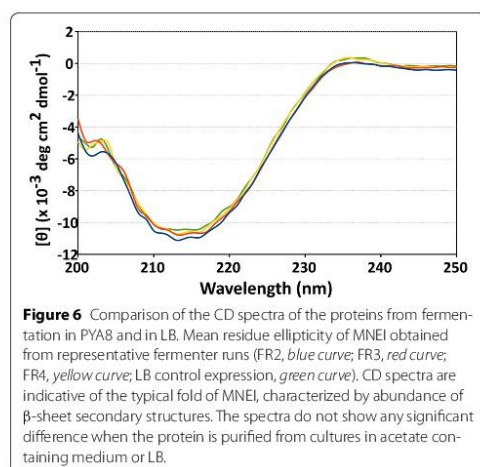 2
0
-2
-4
-6
-8
-10
-12
[θ] (x 10⁻³ deg cm² dmol⁻¹)
200 210 220 230 240 250
Wavelength (nm)
Figure 6 Comparison of the CD spectra of the proteins from fermen-
tation in PYA8 and in LB. Mean residue ellipticity of MNEI obtained
from representative fermenter runs (FR2, blue curve; FR3, red curve;
FR4, yellow curve; LB control expression, green curve). CD spectra are
indicative of the typical fold of MNEI, characterized by abundance of
β-sheet secondary structures. The spectra do not show any significant
difference when the protein is purified from cultures in acetate con-
taining medium or LB.